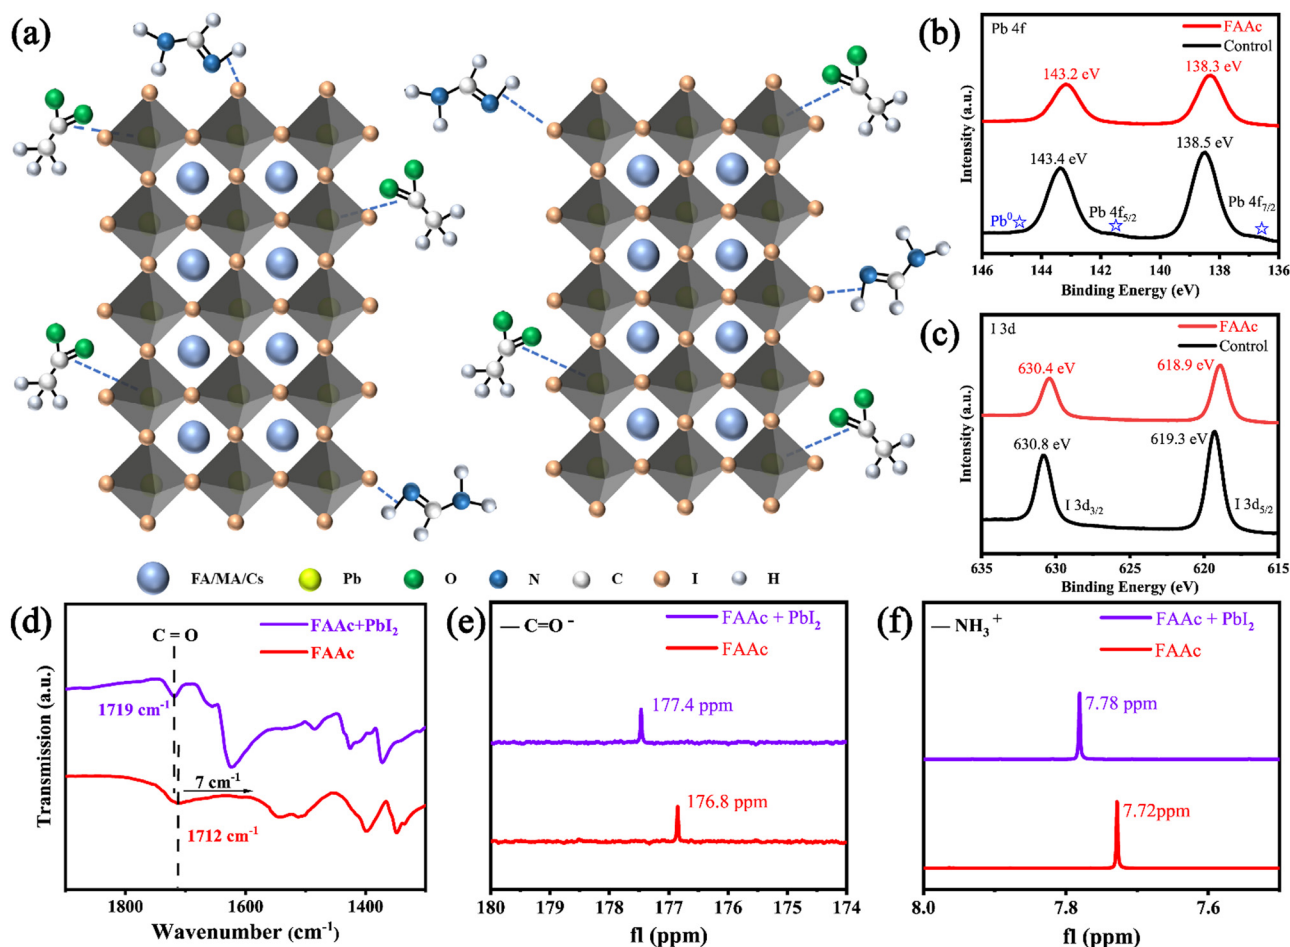 (a)
FA/MA/Cs Pb O N C I H
(b)
Pb 4f
FAAc
Control
143.2 eV
138.3 eV
143.4 eV
138.5 eV
Pb⁰☆
Pb 4f5/2
☆
Pb 4f7/2
☆
Intensity (a.u.)
146 144 142 140 138 136
Binding Energy (eV)
(c)
I 3d
FAAc
Control
630.4 eV
618.9 eV
630.8 eV
619.3 eV
I 3d3/2
I 3d5/2
Intensity (a.u.)
635 630 625 620 615
Binding Energy (eV)
(d)
C = O
FAAc+PbI₂
FAAc
1719 cm⁻¹
7 cm⁻¹
1712 cm⁻¹
Transmission (a.u.)
1800 1600 1400
Wavenumber (cm⁻¹)
(e)
— C=O ⁻
FAAc + PbI₂
FAAc
177.4 ppm
176.8 ppm
180 179 178 177 176 175 174
fl (ppm)
(f)
— NH₃⁺
FAAc + PbI₂
FAAc
7.78 ppm
7.72ppm
8.0 7.8 7.6
fl (ppm)